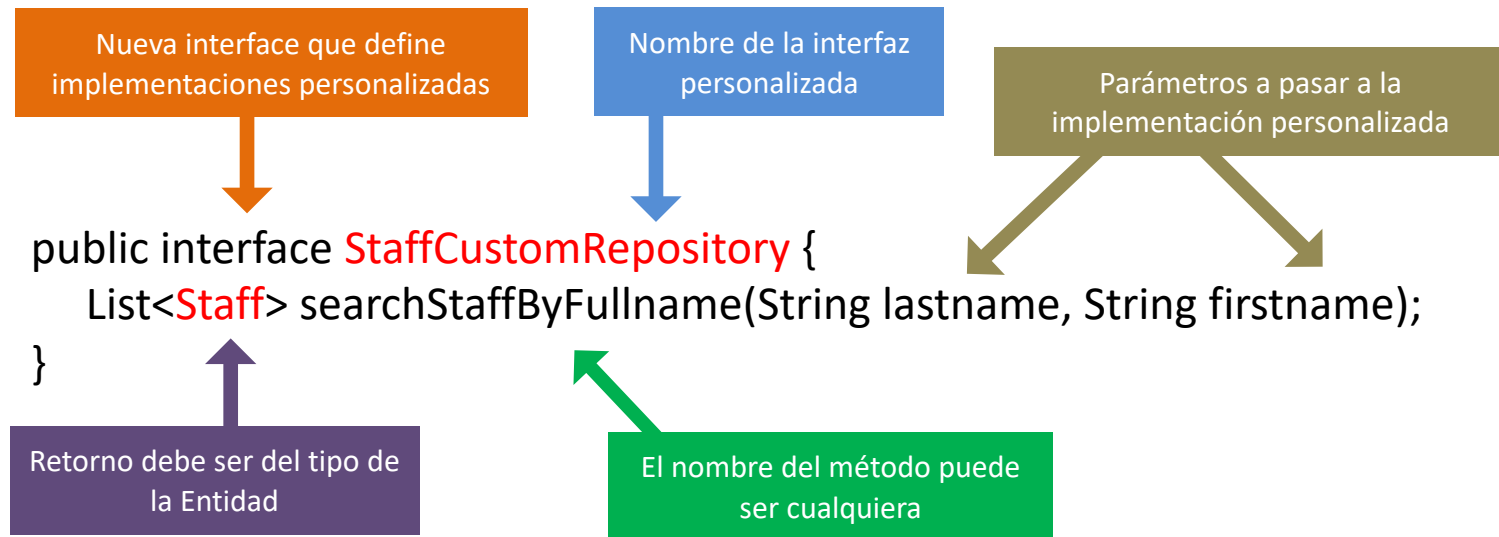 Nueva interface que define
implementaciones personalizadas
Nombre de la interfaz
personalizada
Parámetros a pasar a la
implementación personalizada
public interface StaffCustomRepository {
List<Staff> searchStaffByFullname(String lastname, String firstname);
}
Retorno debe ser del tipo de
la Entidad
El nombre del método puede
ser cualquiera